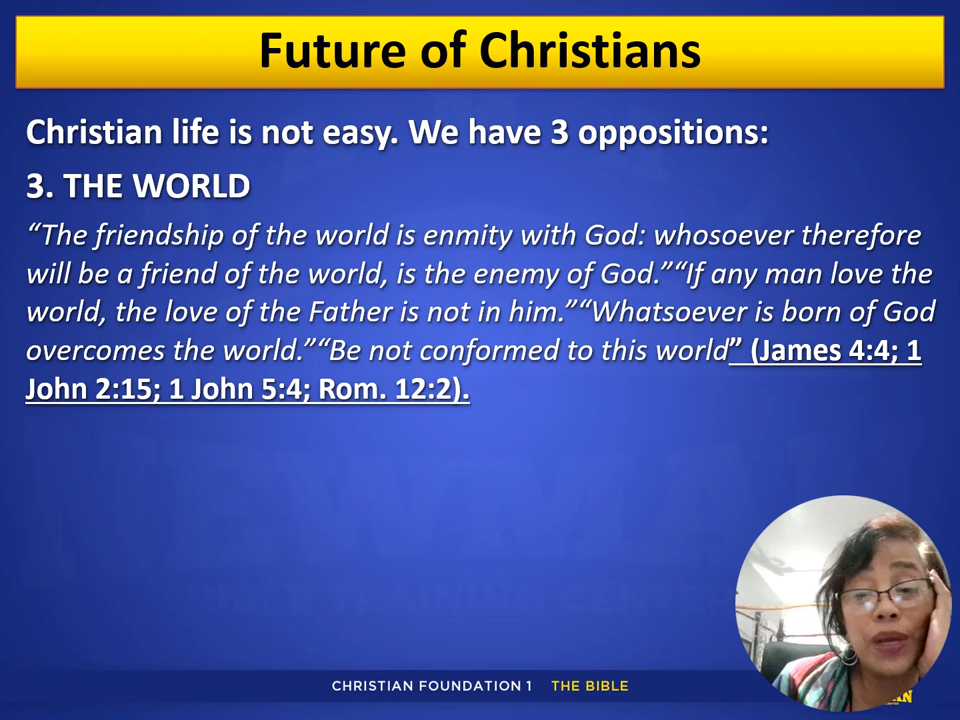 Future of Christians
Christian life is not easy. We have 3 oppositions:
3. THE WORLD
“The friendship of the world is enmity with God: whosoever therefore
will be a friend of the world, is the enemy of God.”“If any man love the
world, the love of the Father is not in him.”“Whatsoever is born of God
overcomes the world.”“Be not conformed to this world” (James 4:4; 1
John 2:15; 1 John 5:4; Rom. 12:2).
CHRISTIAN FOUNDATION 1 THE BIBLE